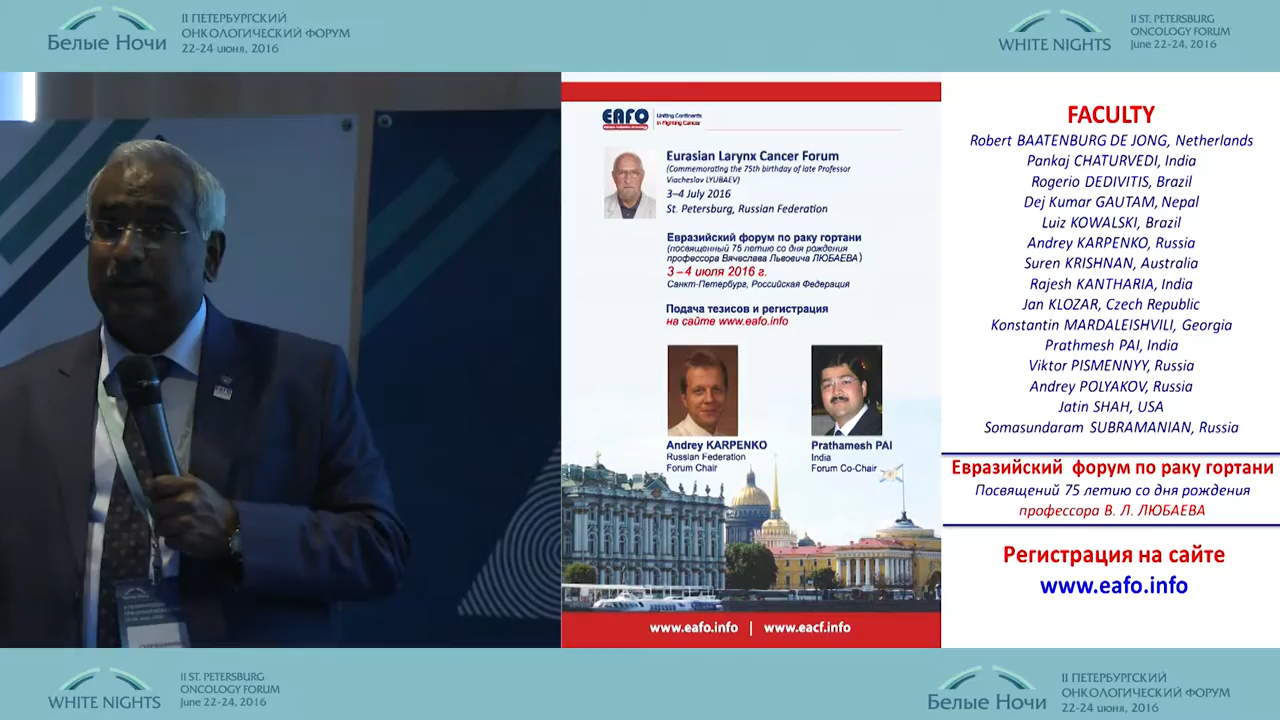 Белые Ночи
II ПЕТЕРБУРГСКИЙ
ОНКОЛОГИЧЕСКИЙ ФОРУМ
22-24 июня, 2016
WHITE NIGHTS
II ST. PETERSBURG
ONCOLOGY FORUM
June 22-24, 2016
EAFO
Uniting Continents
in Fighting Cancer
Eurasian Larynx Cancer Forum
(Commemorating the 75th birthday of late Professor
Viacheslav LYUBAEV)
3–4 July 2016
St. Petersburg, Russian Federation
Евразийский форум по раку гортани
(посвященный 75 летию со дня рождения
профессора Вячеслава Львовича ЛЮБАЕВА)
3 – 4 июля 2016 г.
Санкт-Петербург, Российская Федерация
Подача тезисов и регистрация
на сайте www.eafo.info
Andrey KARPENKO
Russian Federation
Forum Chair
Prathamesh PAI
India
Forum Co-Chair
www.eafo.info | www.eacf.info
FACULTY
Robert BAATENBURG DE JONG, Netherlands
Pankaj CHATURVEDI, India
Rogerio DEDIVITIS, Brazil
Dej Kumar GAUTAM, Nepal
Luiz KOWALSKI, Brazil
Andrey KARPENKO, Russia
Suren KRISHNAN, Australia
Rajesh KANTHARIA, India
Jan KLOZAR, Czech Republic
Konstantin MARDALEISHVILI, Georgia
Prathmesh PAI, India
Viktor PISMENNYY, Russia
Andrey POLYAKOV, Russia
Jatin SHAH, USA
Somasundaram SUBRAMANIAN, Russia
Евразийский форум по раку гортани
Посвящений 75 летию со дня рождения
профессора В. Л. ЛЮБАЕВА
Регистрация на сайте
www.eafo.info
WHITE NIGHTS
II ST. PETERSBURG
ONCOLOGY FORUM
June 22-24, 2016
Белые Ночи
II ПЕТЕРБУРГСКИЙ
ОНКОЛОГИЧЕСКИЙ ФОРУМ
22-24 июня, 2016